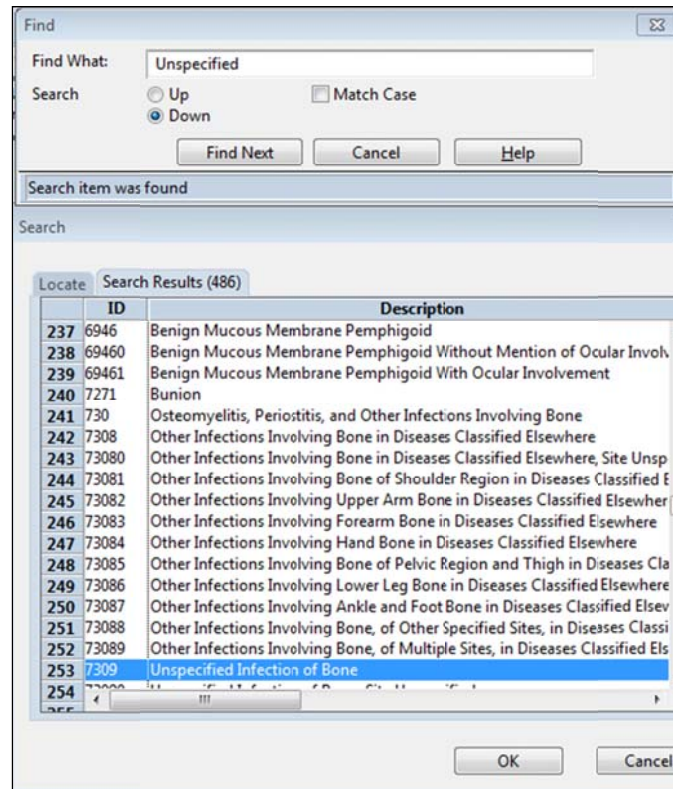 Find
Find What: Unspecified
Search Up Match Case
Down
Find Next Cancel Help
Search item was found
Search
Locate Search Results (486)
ID Description
237 6946 Benign Mucous Membrane Pemphigoid
238 69460 Benign Mucous Membrane Pemphigoid Without Mention of Ocular Involv
239 69461 Benign Mucous Membrane Pemphigoid With Ocular Involvement
240 7271 Bunion
241 730 Osteomyelitis, Periostitis, and Other Infections Involving Bone
242 7308 Other Infections Involving Bone in Diseases Classified Elsewhere
243 73080 Other Infections Involving Bone in Diseases Classified Elsewhere, Site Unsp
244 73081 Other Infections Involving Bone of Shoulder Region in Diseases Classified E
245 73082 Other Infections Involving Upper Arm Bone in Diseases Classified Elsewher
246 73083 Other Infections Involving Forearm Bone in Diseases Classified Elsewhere
247 73084 Other Infections Involving Hand Bone in Diseases Classified Elsewhere
248 73085 Other Infections Involving Bone of Pelvic Region and Thigh in Diseases Cla
249 73086 Other Infections Involving Lower Leg Bone in Diseases Classified Elsewhere
250 73087 Other Infections Involving Ankle and Foot Bone in Diseases Classified Elsev
251 73088 Other Infections Involving Bone, of Other Specified Sites, in Diseases Classi
252 73089 Other Infections Involving Bone, of Multiple Sites, in Diseases Classified Els
253 7309 Unspecified Infection of Bone
254
OK Cancel